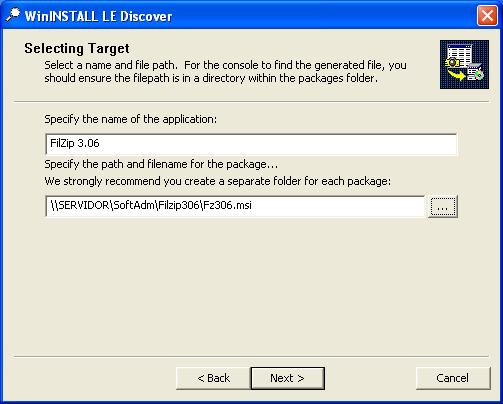 WinINSTALL LE Discover
Selecting Target
Select a name and file path. For the console to find the generated file, you
should ensure the filepath is in a directory within the packages folder.
Specify the name of the application:
FilZip 3.06
Specify the path and filename for the package...
We strongly recommend you create a separate folder for each package:
\\SERVIDOR\SoftAdm\Filzip306\Fz306.msi
...
< Back
Next >
Cancel